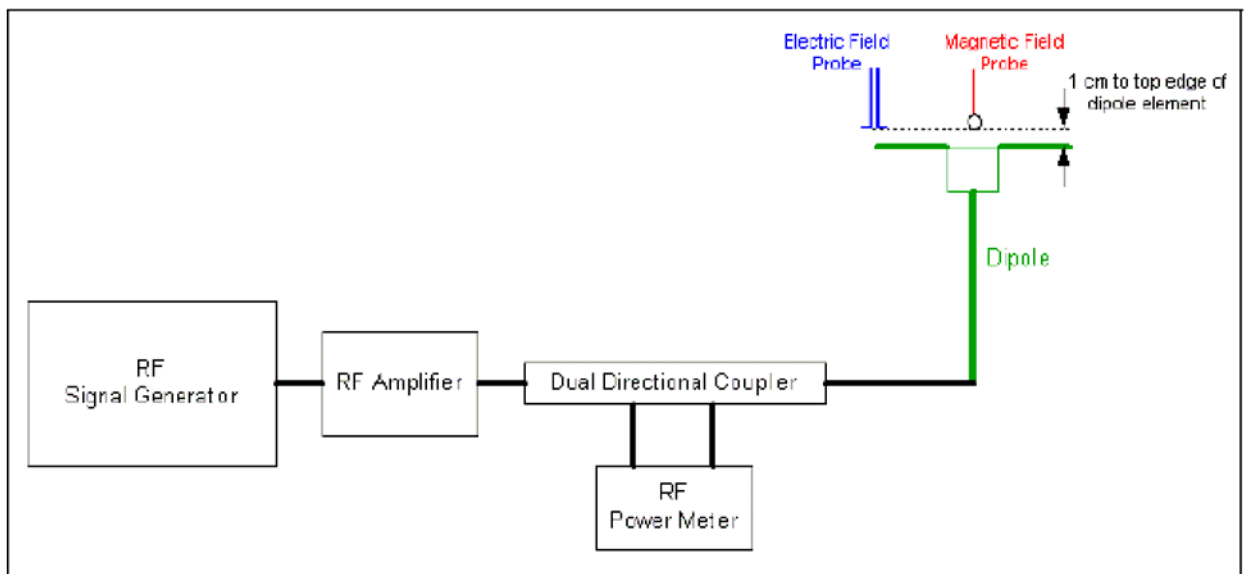 Electric Field
Probe
Magnetic Field
Probe
1 cm to top edge of
dipole element
Dipole
RF
Signal Generator
RF Amplifier
Dual Directional Coupler
RF
Power Meter